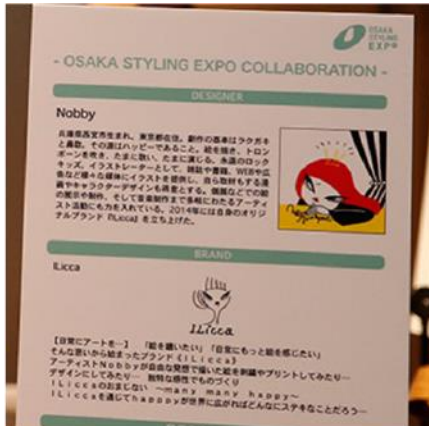 OSAKA
STYLING
EXPO
- OSAKA STYLING EXPO COLLABORATION -
DESIGNER
Nobby
兵庫県西宮市生まれ、東京都在住。創作の基本はラクガキ
と鼻歌。その源はハッピーであること。絵を描き、トロン
ボーンを吹き、たまに歌い、たまに演じる。永遠のロック
キッズ。イラストレーターとして、雑誌や書籍、WEBや広
告など様々な媒体にイラストを提供し、自ら取材もする漫
画やキャラクターデザインも得意とする。個展などでの絵
の展示や制作、そして音楽制作まで多岐にわたるアーティ
スト活動にも力を入れている。2014年には自身のオリジ
ナルブランド『ILicca』を立ち上げた。
BRAND
ILicca
ILicca
【日常にアートを…】 「絵を纏いたい」「日常にもっと絵を感じたい」
そんな思いから始まったブランド《ILicca》
アーティストNobbyが自由な発想で描いた絵を刺繍やプリントしてみたり…
デザインにしてみたり… 独特な感性でものづくり
ILiccaのおまじない ～many many happy～
ILiccaを通じてhappyが世界に広がればどんなにステキなことだろう…